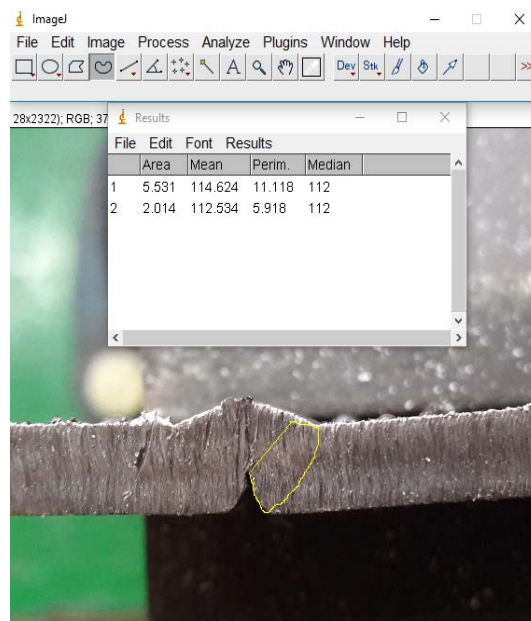 ImageJ
File Edit Image Process Analyze Plugins Window Help
A Dev Stk >>
28x2322); RGB; 37
Results
File Edit Font Results
Area Mean Perim. Median
1 5.531 114.624 11.118 112
2 2.014 112.534 5.918 112